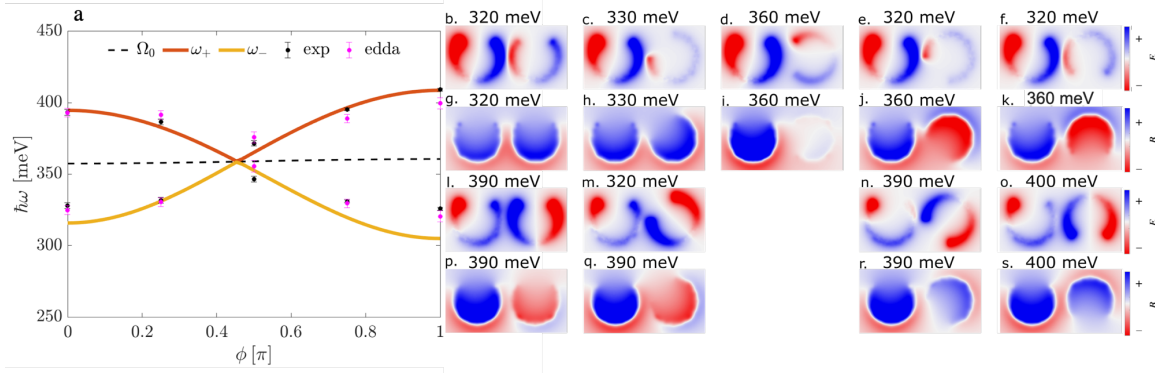 a
450
400
350
300
250
0
0.2
0.4
0.6
0.8
1
ħω [meV]
ϕ [π]
Ω₀
ω₊
ω₋
exp
edda
b. 320 meV
c. 330 meV
d. 360 meV
e. 320 meV
f. 320 meV
+
−
g. 320 meV
h. 330 meV
i. 360 meV
j. 360 meV
k. 360 meV
+
−
B
l. 390 meV
m. 320 meV
n. 390 meV
o. 400 meV
+
−
p. 390 meV
q. 390 meV
r. 390 meV
s. 400 meV
+
−
B